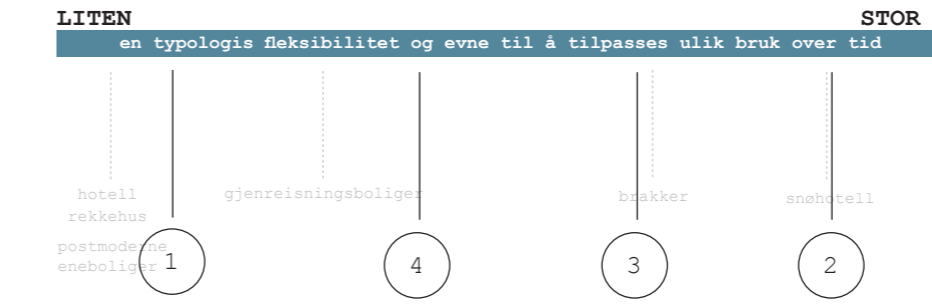 LITEN STOR
en typologis fleksibilitet og evne til å tilpasses ulik bruk over tid
hotell
rekkehus
gjenreisningsboliger
brakker
snøhotell
postmoderne
eneboliger
1 4 3 2